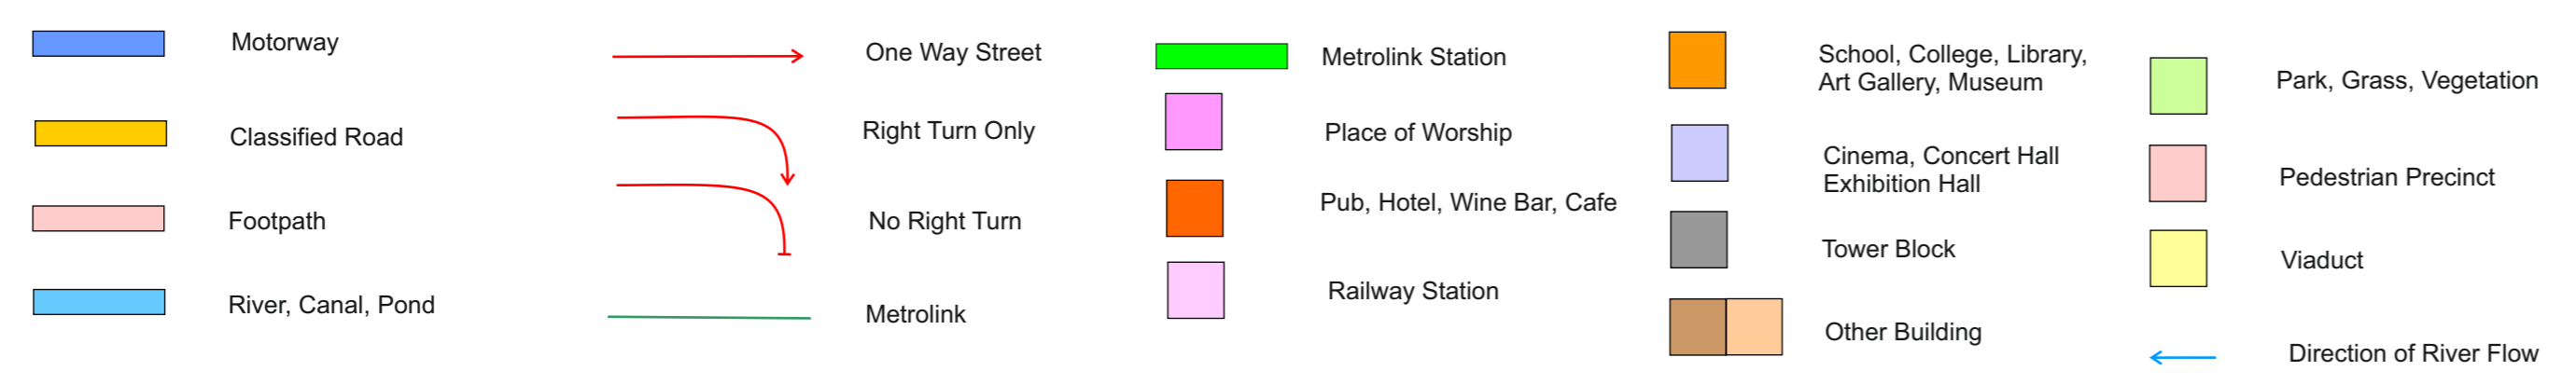 Motorway
Classified Road
Footpath
River, Canal, Pond
One Way Street
Right Turn Only
No Right Turn
Metrolink
Metrolink Station
Place of Worship
Pub, Hotel, Wine Bar, Cafe
Railway Station
School, College, Library,
Art Gallery, Museum
Cinema, Concert Hall
Exhibition Hall
Tower Block
Other Building
Park, Grass, Vegetation
Pedestrian Precinct
Viaduct
Direction of River Flow